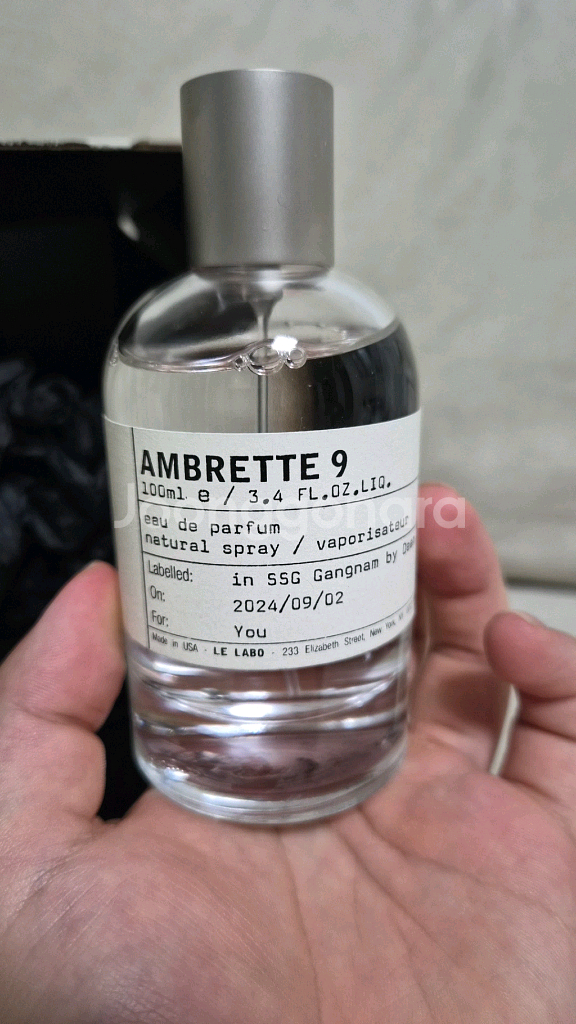 AMBRETTE 9
100ml e / 3.4 FL.OZ.LIQ.
eau de parfum
natural spray / vaporisateur
Labelled: in SSG Gangnam by
On: 2024/09/02
For: You
Made in USA · LE LABO · 233 Elizabeth Street, New York,
Joonggonara